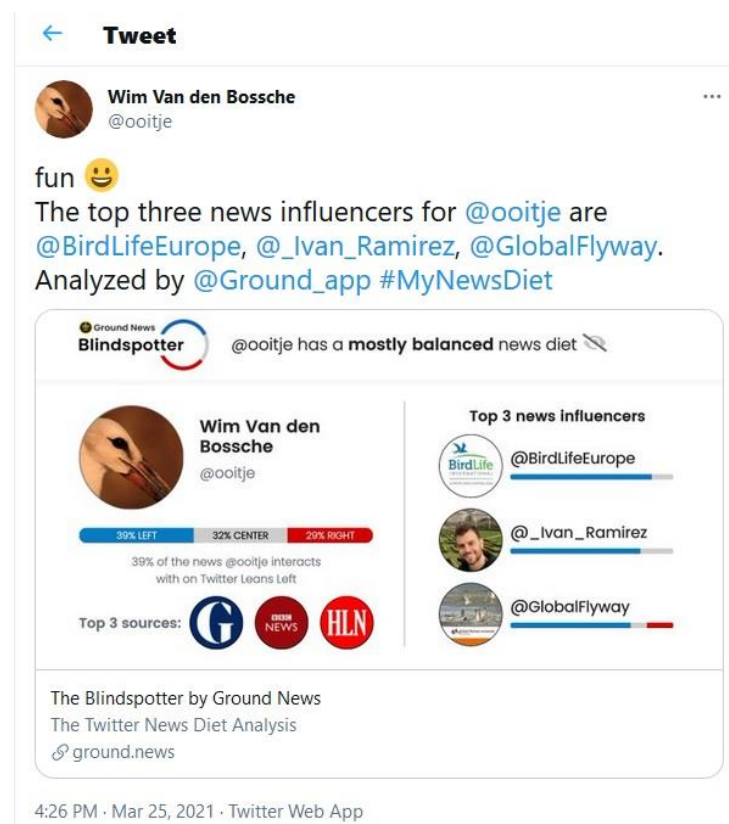 Tweet
Wim Van den Bossche
@ooitje
fun
The top three news influencers for @ooitje are
@BirdLifeEurope, @_Ivan_Ramirez, @GlobalFlyway.
Analyzed by @Ground_app #MyNewsDiet
Ground News
Blindspotter
@ooitje has a mostly balanced news diet
Wim Van den
Bossche
@ooitje
39% LEFT 32% CENTER 29% RIGHT
39% of the news @ooitje interacts
with on Twitter Leans Left
Top 3 sources: G BBC NEWS HLN
Top 3 news influencers
BirdLife
INTERNATIONAL
@BirdLifeEurope
@_Ivan_Ramirez
@GlobalFlyway
The Blindspotter by Ground News
The Twitter News Diet Analysis
ground.news
4:26 PM · Mar 25, 2021 · Twitter Web App